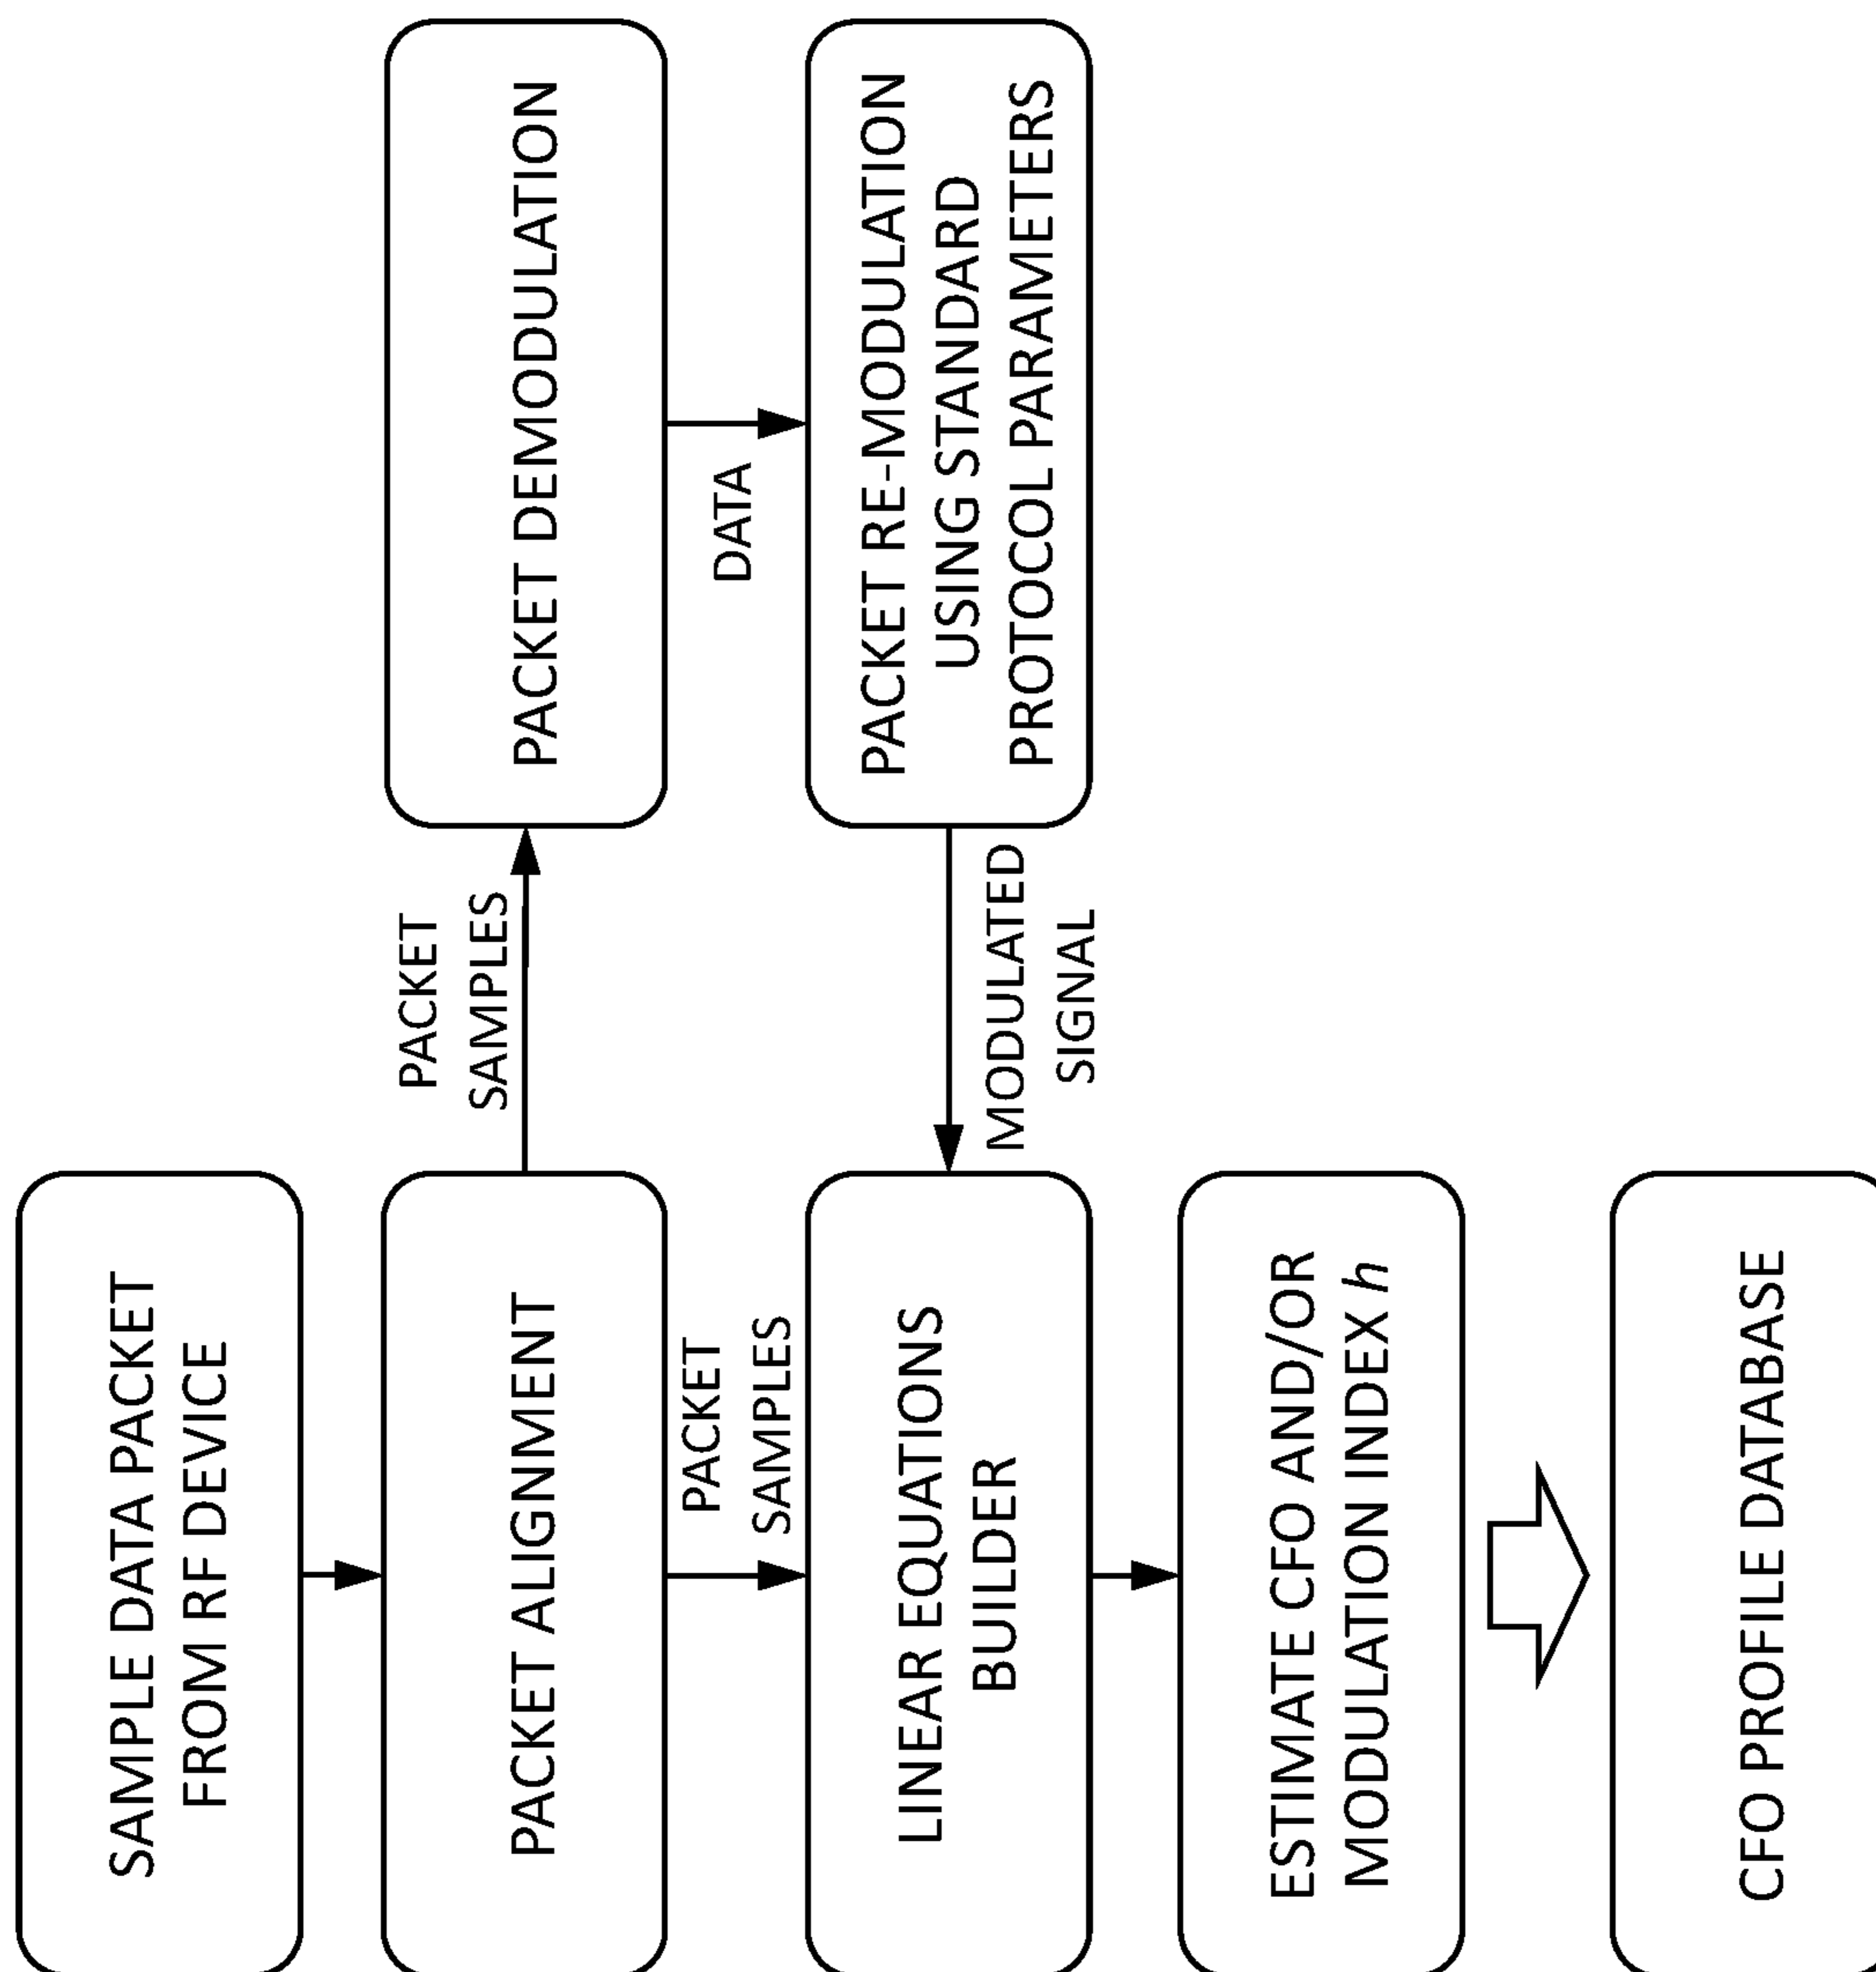 SAMPLE DATA PACKET
FROM RF DEVICE
PACKET ALIGNMENT
PACKET
SAMPLES
PACKET DEMODULATION
DATA
PACKET RE-MODULATION
USING STANDARD
PROTOCOL PARAMETERS
MODULATED
SIGNAL
PACKET
SAMPLES
LINEAR EQUATIONS
BUILDER
ESTIMATE CFO AND/OR
MODULATION INDEX h
CFO PROFILE DATABASE